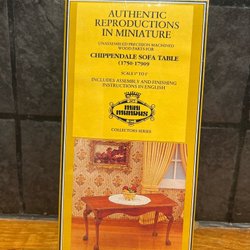 AUTHENTIC
REPRODUCTIONS
IN MINIATURE
UNASSEMBLED PRECISION MACHINED
WOOD PARTS FOR
CHIPPENDALE SOFA TABLE
(1750-1790)
SCALE 1" TO 1'
INCLUDES ASSEMBLY AND FINISHING
INSTRUCTIONS IN ENGLISH
mini
mundus
COLLECTORS SERIES